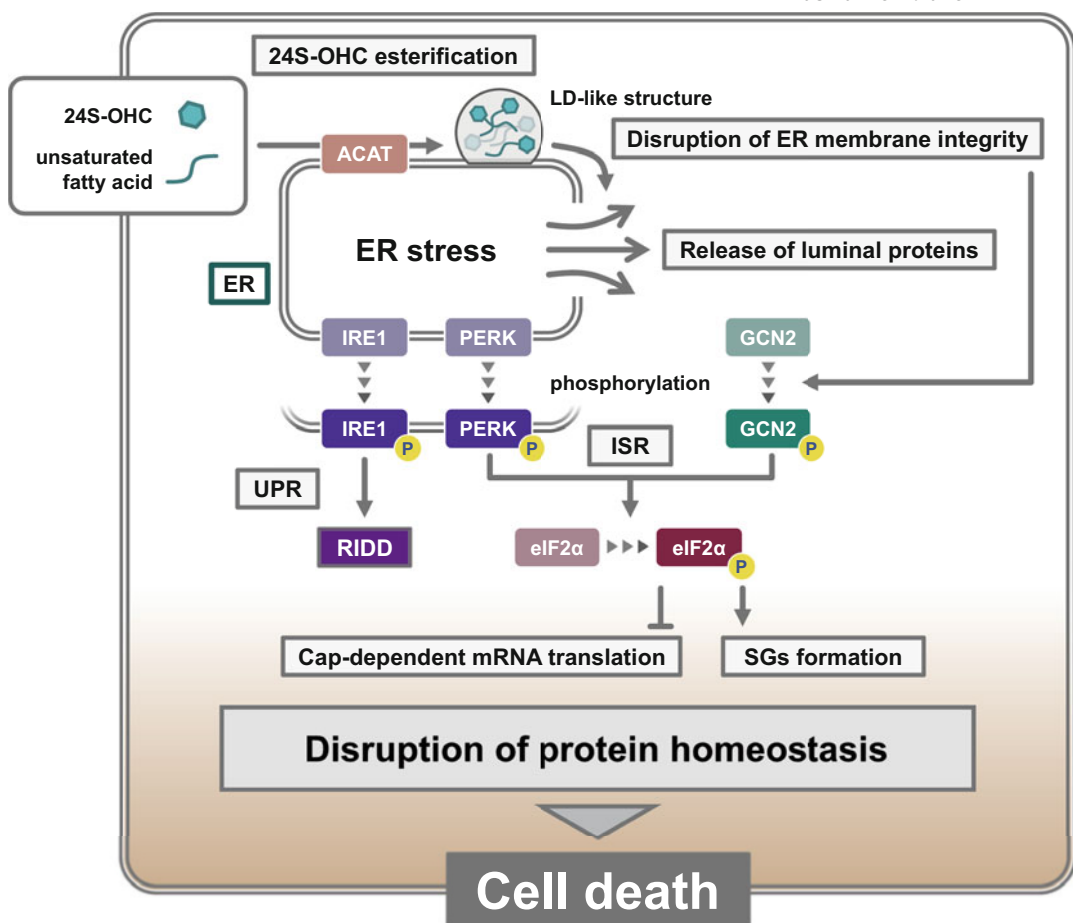 24S-OHC esterification
24S-OHC
unsaturated
fatty acid
LD-like structure
ACAT
Disruption of ER membrane integrity
ER stress
Release of luminal proteins
ER
IRE1
PERK
GCN2
phosphorylation
IRE1
P
PERK
P
GCN2
P
ISR
UPR
RIDD
eIF2α
eIF2α
P
Cap-dependent mRNA translation
SGs formation
Disruption of protein homeostasis
Cell death